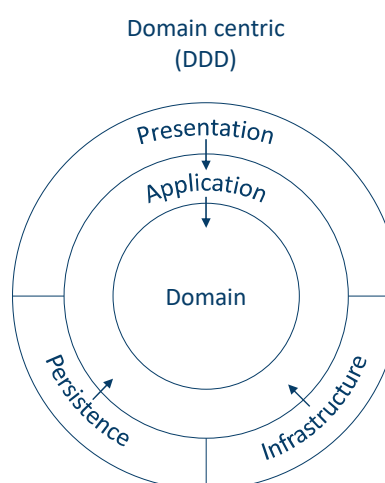 Domain centric
(DDD)
Presentation
Application
Domain
Persistence
Infrastructure